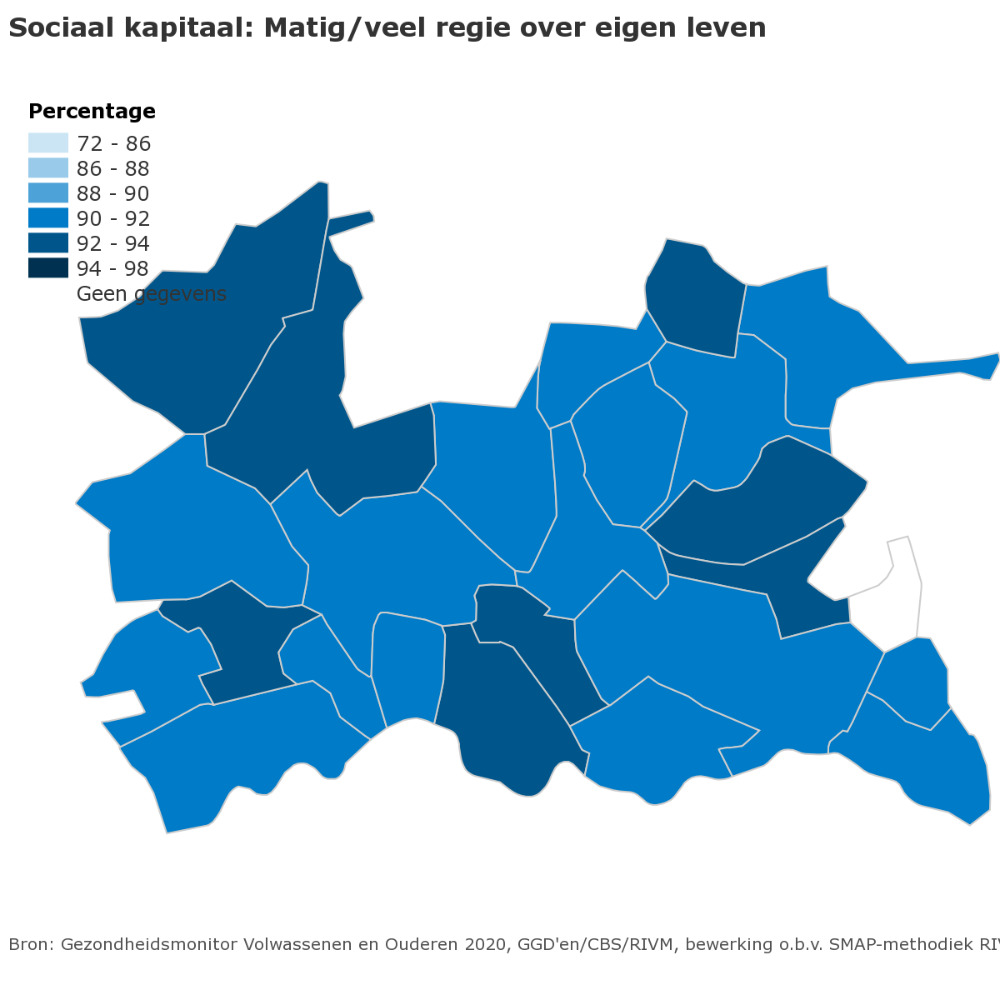 Sociaal kapitaal: Matig/veel regie over eigen leven
Percentage
72 - 86
86 - 88
88 - 90
90 - 92
92 - 94
94 - 98
Geen gegevens
Bron: Gezondheidsmonitor Volwassenen en Ouderen 2020, GGD'en/CBS/RIVM, bewerking o.b.v. SMAP-methodiek